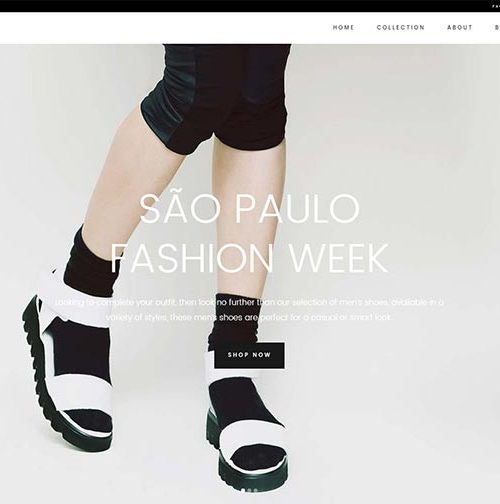 HOME COLLECTION ABOUT
SÃO PAULO
FASHION WEEK
Looking to complete your outfit, then look no further than our selection of men's shoes, available in a
variety of styles, these men's shoes are perfect for a casual or smart look.
SHOP NOW